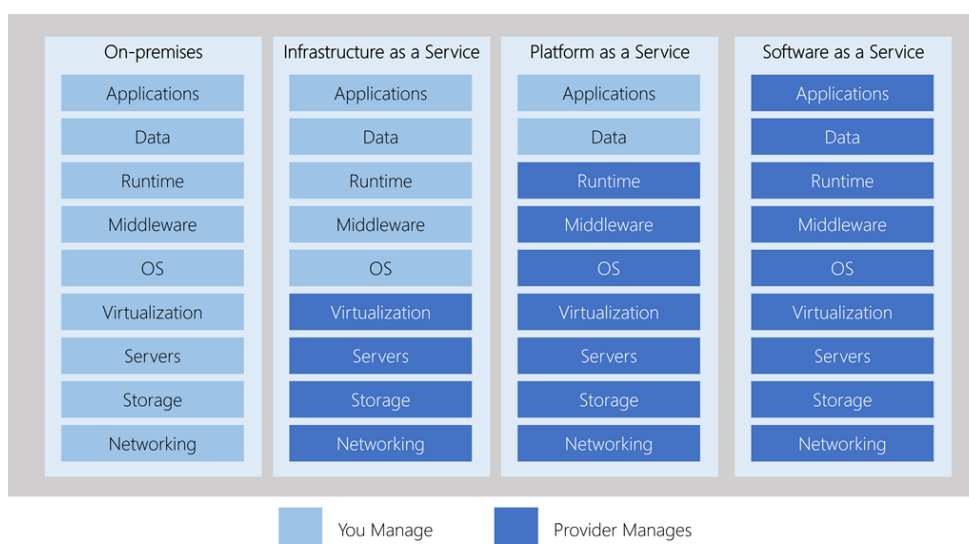 On-premises
Applications
Data
Runtime
Middleware
OS
Virtualization
Servers
Storage
Networking
Infrastructure as a Service
Applications
Data
Runtime
Middleware
OS
Virtualization
Servers
Storage
Networking
Platform as a Service
Applications
Data
Runtime
Middleware
OS
Virtualization
Servers
Storage
Networking
Software as a Service
Applications
Data
Runtime
Middleware
OS
Virtualization
Servers
Storage
Networking
You Manage
Provider Manages